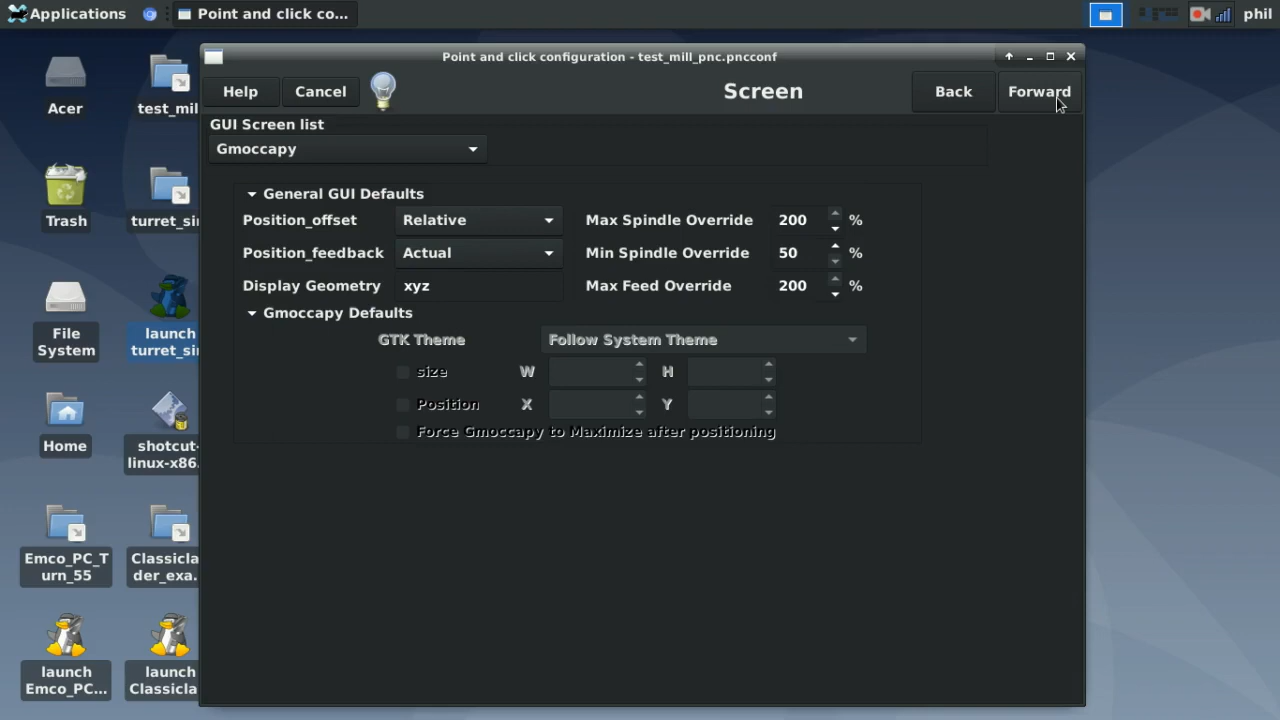 Applications
Point and click co...
phil
Acer
test_mil
Trash
turret_si
File
System
launch
turret_si
Home
shotcut-
linux-x86.
Emco_PC_T
urn_55
Classicla
der_exa.
launch
Emco_PC...
launch
Classicla
Point and click configuration - test_mill_pnc.pncconf
Help
Cancel
Screen
Back
Forward
GUI Screen list
Gmoccapy
General GUI Defaults
Position_offset
Relative
Max Spindle Override
200
%
Position_feedback
Actual
Min Spindle Override
50
%
Display Geometry
xyz
Max Feed Override
200
%
Gmoccapy Defaults
GTK Theme
Follow System Theme
size
W
H
Position
X
Y
Force Gmoccapy to Maximize after positioning